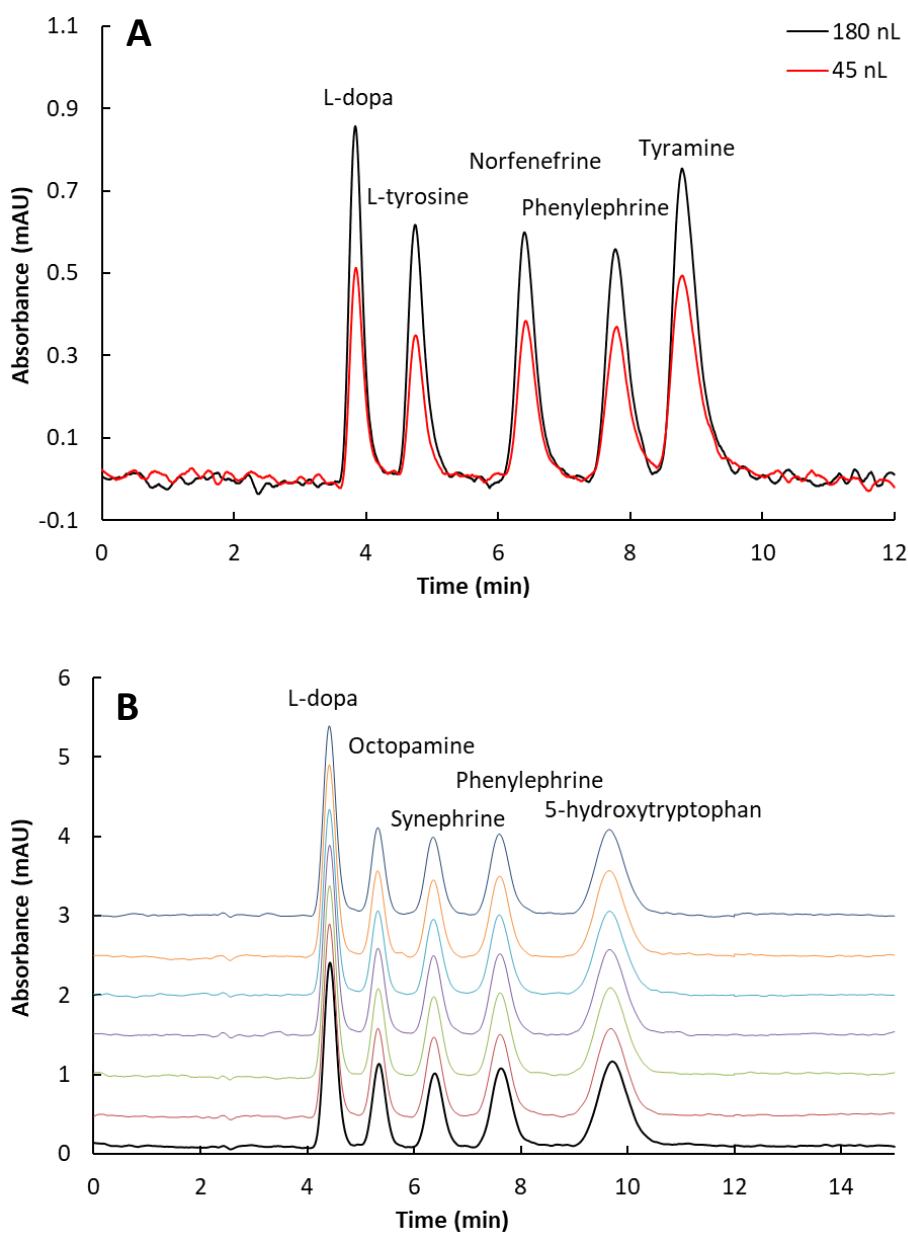 A
180 nL
45 nL
L-dopa
L-tyrosine
Norfenefrine
Phenylephrine
Tyramine
Absorbance (mAU)
1.1
0.9
0.7
0.5
0.3
0.1
-0.1
0 2 4 6 8 10 12
Time (min)
B
L-dopa
Octopamine
Synephrine
Phenylephrine
5-hydroxytryptophan
Absorbance (mAU)
6
5
4
3
2
1
0
0 2 4 6 8 10 12 14
Time (min)